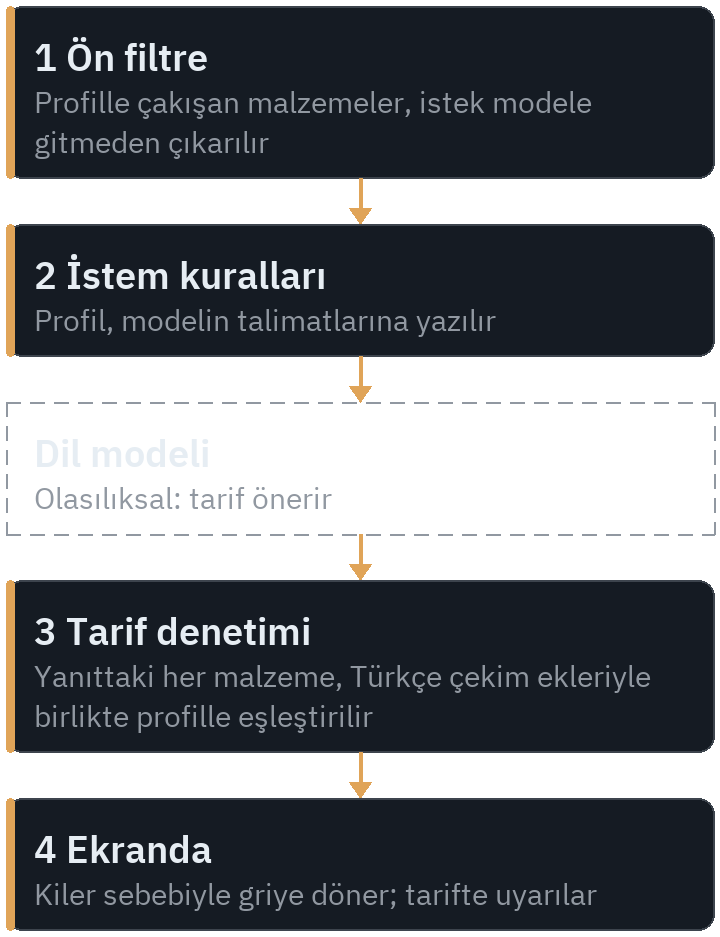 1 Ön filtre
Profille çakışan malzemeler, istek modele
gitmeden çıkarılır
2 İstem kuralları
Profil, modelin talimatlarına yazılır
Dil modeli
Olasılıksal: tarif önerir
3 Tarif denetimi
Yanıttaki her malzeme, Türkçe çekim ekleriyle
birlikte profille eşleştirilir
4 Ekranda
Kiler sebebiyle griye döner; tarifte uyarılar